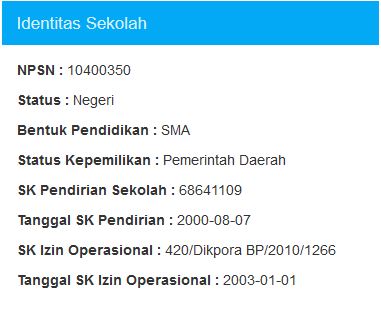 Identitas Sekolah
NPSN : 10400350
Status : Negeri
Bentuk Pendidikan : SMA
Status Kepemilikan : Pemerintah Daerah
SK Pendirian Sekolah : 68641109
Tanggal SK Pendirian : 2000-08-07
SK Izin Operasional : 420/Dikpora BP/2010/1266
Tanggal SK Izin Operasional : 2003-01-01